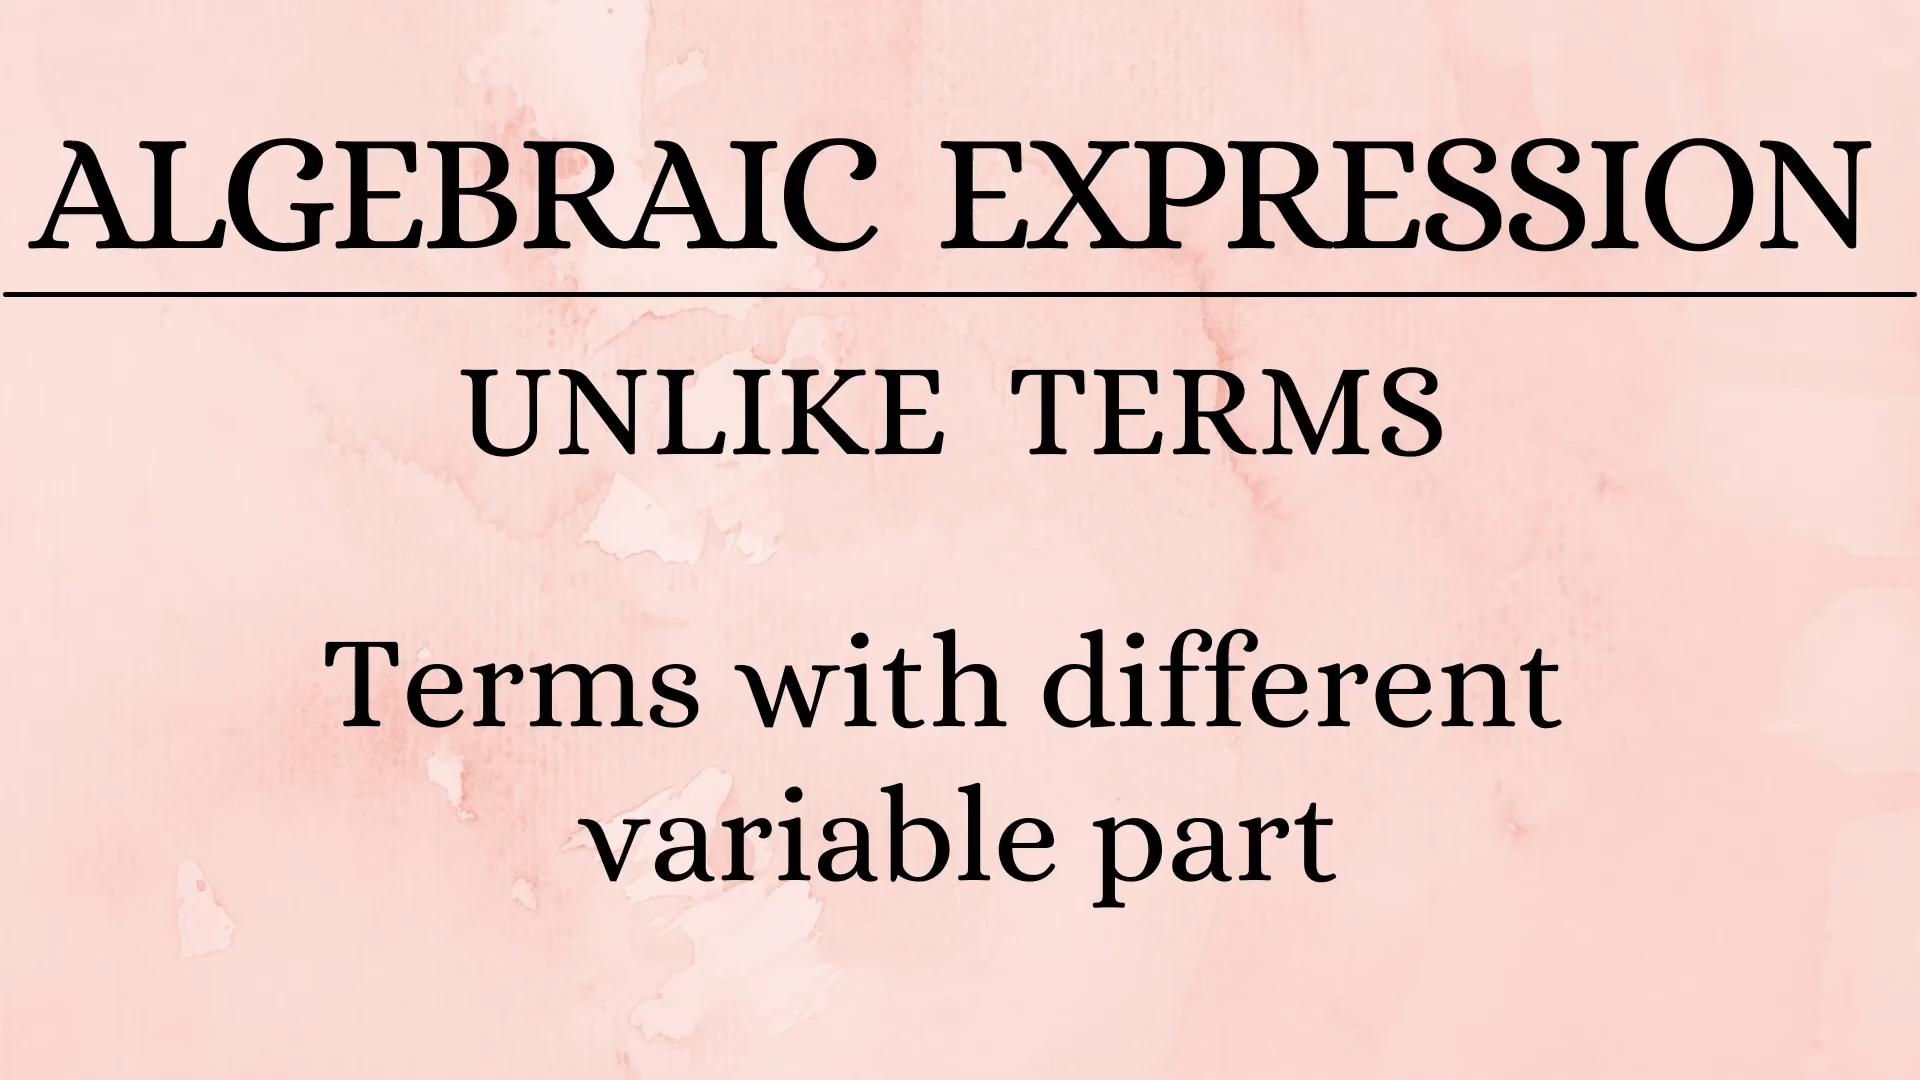 ALGEBRAIC EXPRESSION
UNLIKE TERMS
Terms with different
variable part